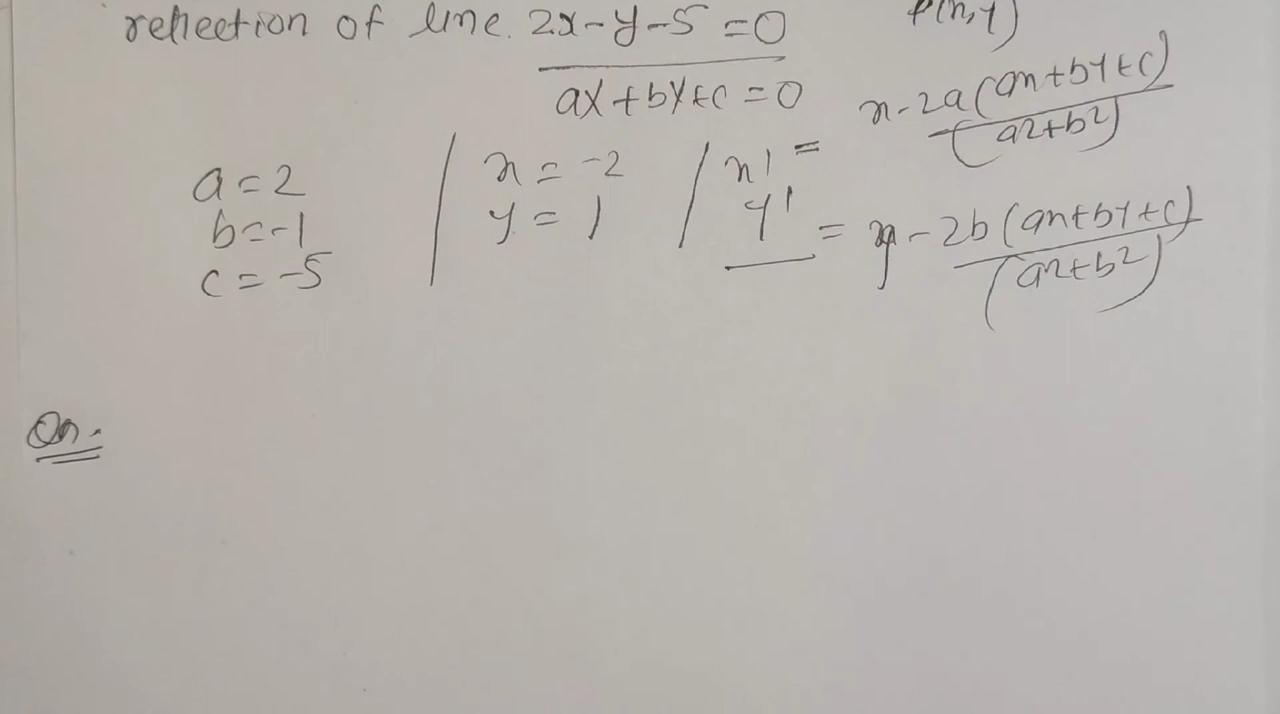 reflection of line. 2x-y-5=0
P(x,y)
ax+by+c=0
x-2a(ax+by+c)
(a2+b2)
a=2
b=-1
c=-5
x=-2
y=1
x' =
y' = y-2b(ax+by+c)
(a2+b2)
Qn.